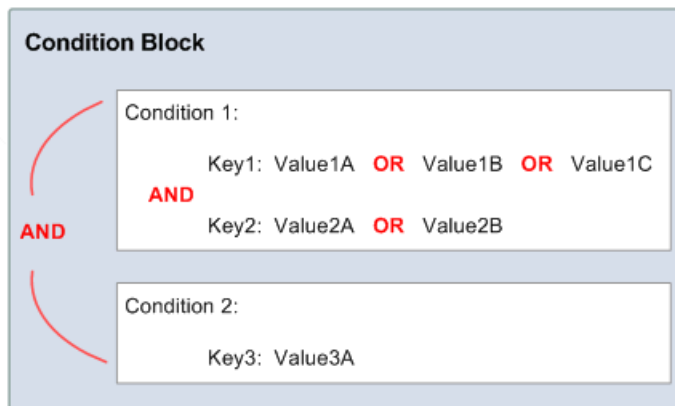 Condition Block
Condition 1:
Key1: Value1A OR Value1B OR Value1C
AND
Key2: Value2A OR Value2B
AND
Condition 2:
Key3: Value3A